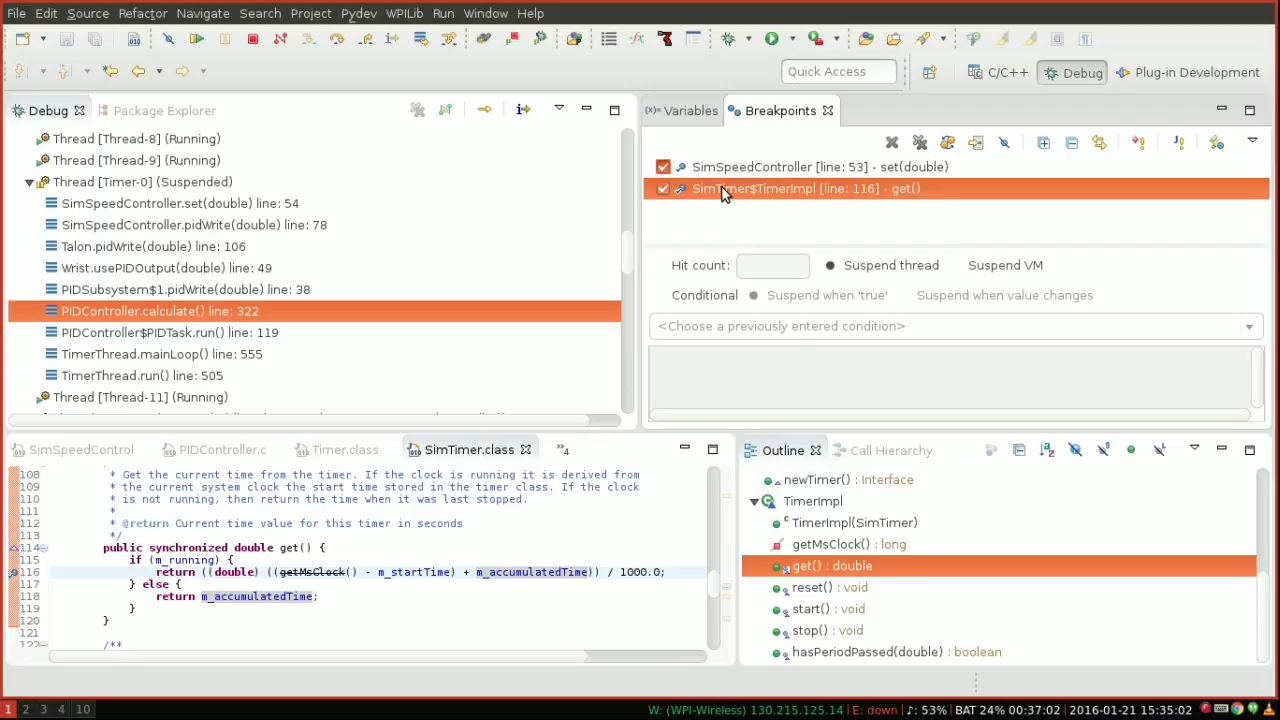 File Edit Source Refactor Navigate Search Project Pydev WPILib Run Window Help
Quick Access
C/C++ Debug Plug-in Development
Debug Package Explorer
Thread [Thread-8] (Running)
Thread [Thread-9] (Running)
Thread [Timer-0] (Suspended)
SimSpeedController.set(double) line: 54
SimSpeedController.pidWrite(double) line: 78
Talon.pidWrite(double) line: 106
Wrist.usePIDOutput(double) line: 49
PIDSubsystem$1.pidWrite(double) line: 38
PIDController.calculate() line: 322
PIDController$PIDTask.run() line: 119
TimerThread.mainLoop() line: 555
TimerThread.run() line: 505
Thread [Thread-11] (Running)
(x)= Variables Breakpoints
SimSpeedController [line: 53] - set(double)
SimTimer$TimerImpl [line: 116] - get()
Hit count: Suspend thread Suspend VM
Conditional Suspend when 'true' Suspend when value changes
<Choose a previously entered condition>
SimSpeedControl PIDController.c Timer.class SimTimer.class »4
108 * Get the current time from the timer. If the clock is running it is derived from
109 * the current system clock the start time stored in the timer class. If the clock
110 * is not running, then return the time when it was last stopped.
111 *
112 * @return Current time value for this timer in seconds
113 */
114 public synchronized double get() {
115 if (m_running) {
116 return ((double) ((getMsClock() - m_startTime) + m_accumulatedTime)) / 1000.0;
117 } else {
118 return m_accumulatedTime;
119 }
120 }
121
122 /**
Outline Call Hierarchy
newTimer() : Interface
TimerImpl
TimerImpl(SimTimer)
getMsClock() : long
get() : double
reset() : void
start() : void
stop() : void
hasPeriodPassed(double) : boolean
1 2 3 4 10 W: (WPI-Wireless) 130.215.125.14 | E: down | ♪: 53% | BAT 24% 00:37:02 | 2016-01-21 15:35:02